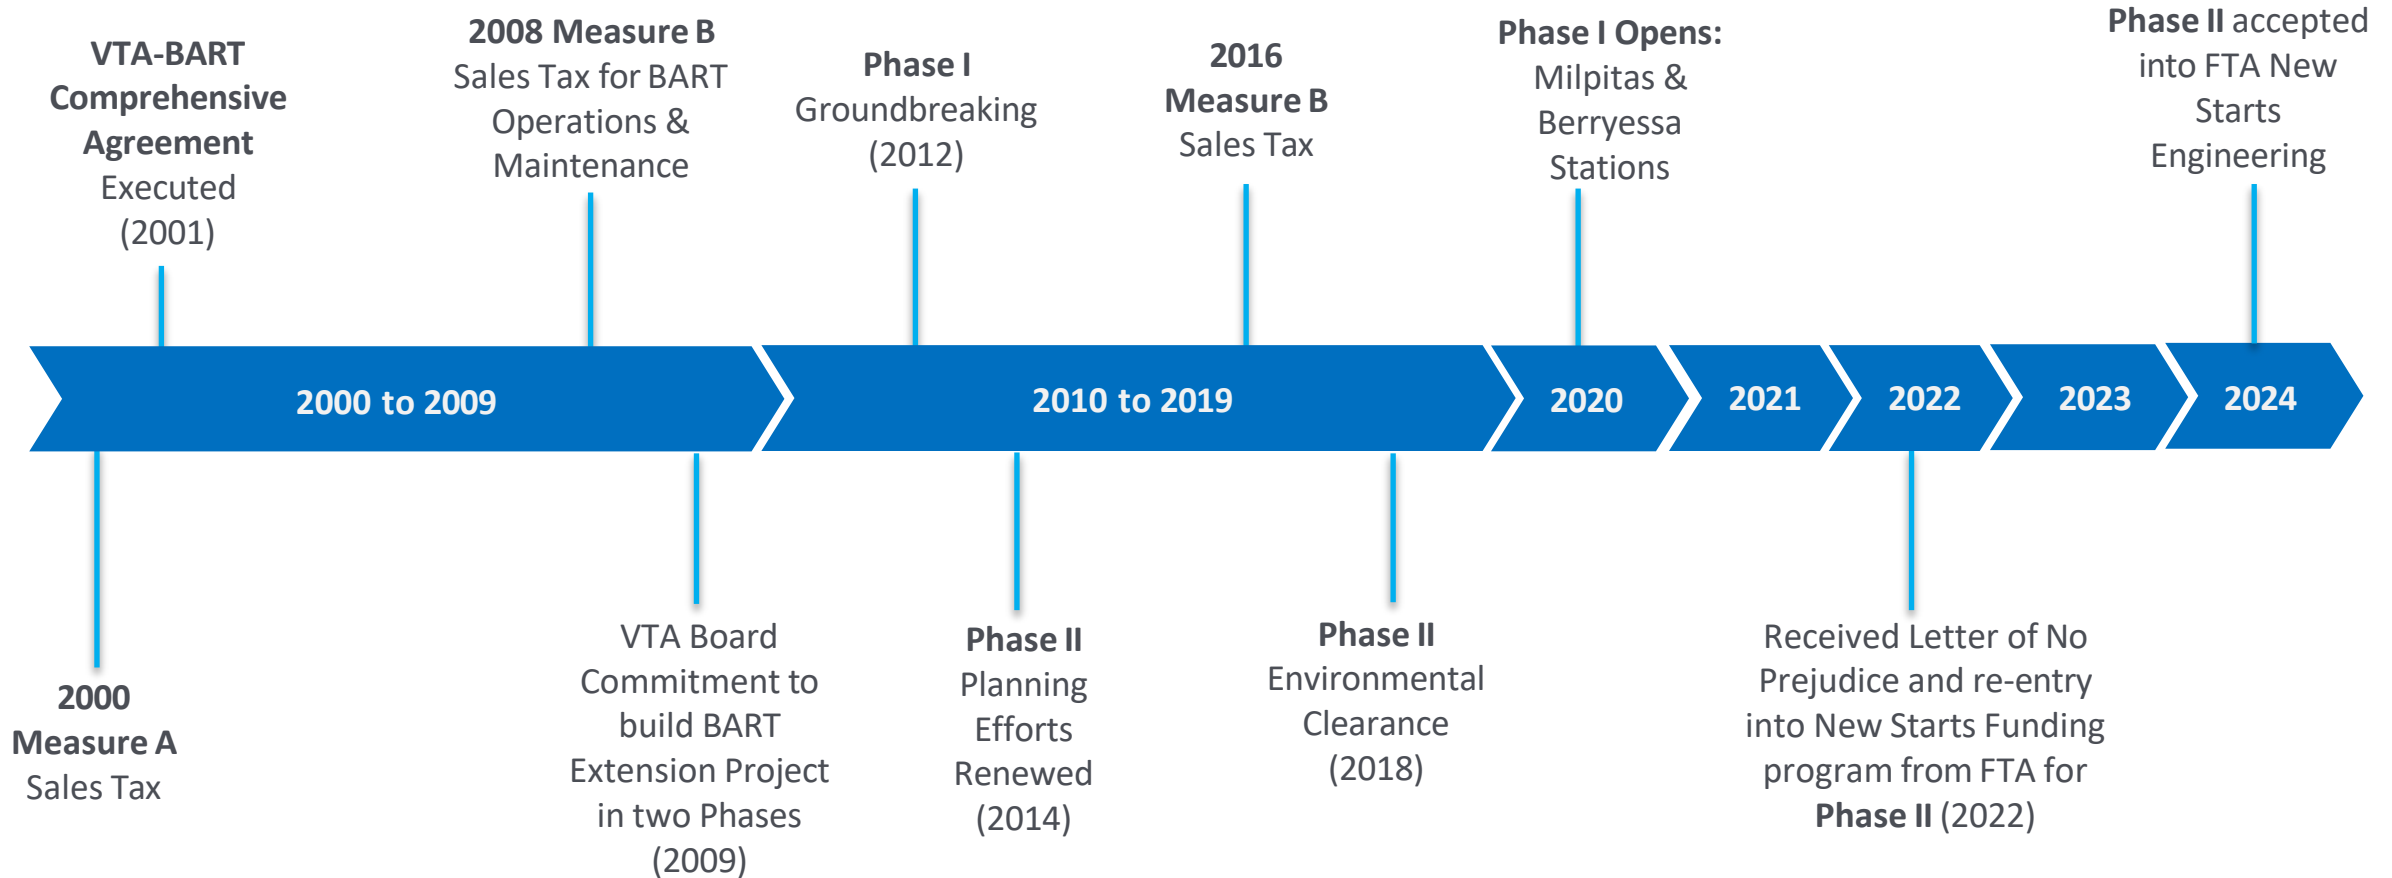 VTA-BART
Comprehensive
Agreement
Executed
(2001)
2008 Measure B
Sales Tax for BART
Operations &
Maintenance
Phase I
Groundbreaking
(2012)
2016
Measure B
Sales Tax
Phase I Opens:
Milpitas &
Berryessa
Stations
Phase II accepted
into FTA New
Starts
Engineering
2000 to 2009
2010 to 2019
2020
2021
2022
2023
2024
2000
Measure A
Sales Tax
VTA Board
Commitment to
build BART
Extension Project
in two Phases
(2009)
Phase II
Planning
Efforts
Renewed
(2014)
Phase II
Environmental
Clearance
(2018)
Received Letter of No
Prejudice and re-entry
into New Starts Funding
program from FTA for
Phase II (2022)